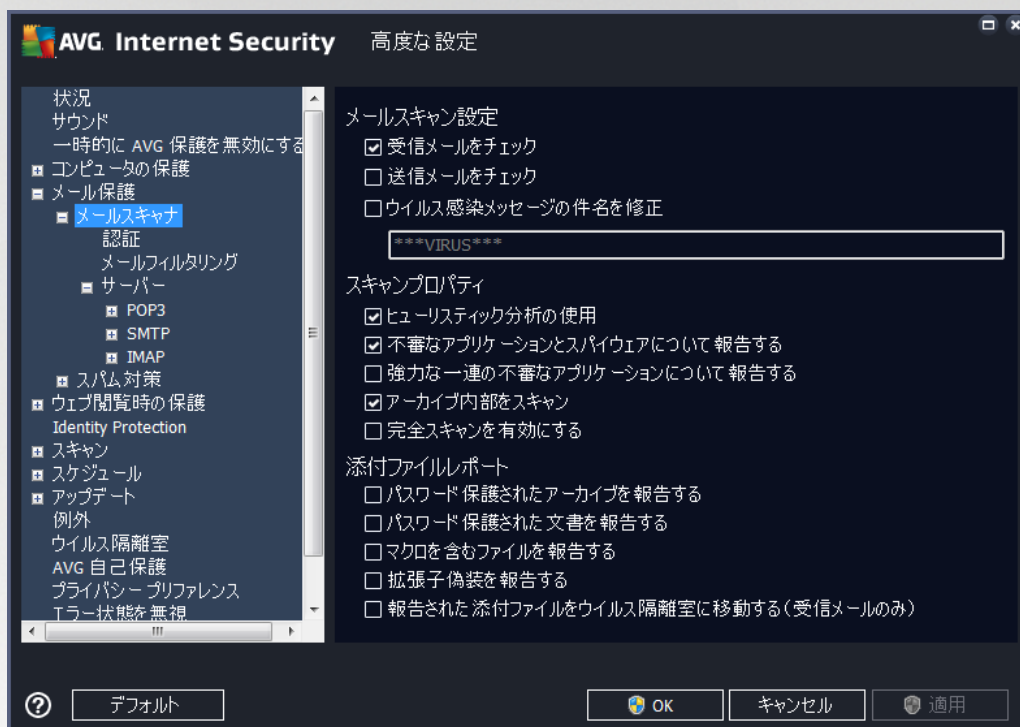 AVG. Internet Security 高度な設定
状況
サウンド
一時的に AVG 保護を無効にする
コンピュータの保護
メール保護
メールスキャナ
認証
メールフィルタリング
サーバー
POP3
SMTP
IMAP
スパム対策
ウェブ閲覧時の保護
Identity Protection
スキャン
スケジュール
アップデート
例外
ウイルス隔離室
AVG 自己保護
プライバシー プリファレンス
エラー状態を無視
メールスキャン設定
受信メールをチェック
送信メールをチェック
ウイルス感染メッセージの件名を修正
***VIRUS***
スキャンプロパティ
ヒューリスティック分析の使用
不審なアプリケーションとスパイウェアについて報告する
強力な一連の不審なアプリケーションについて報告する
アーカイブ内部をスキャン
完全スキャンを有効にする
添付ファイルレポート
パスワード保護されたアーカイブを報告する
パスワード保護された文書を報告する
マクロを含むファイルを報告する
拡張子偽装を報告する
報告された添付ファイルをウイルス隔離室に移動する(受信メールのみ)
デフォルト
OK
キャンセル
適用